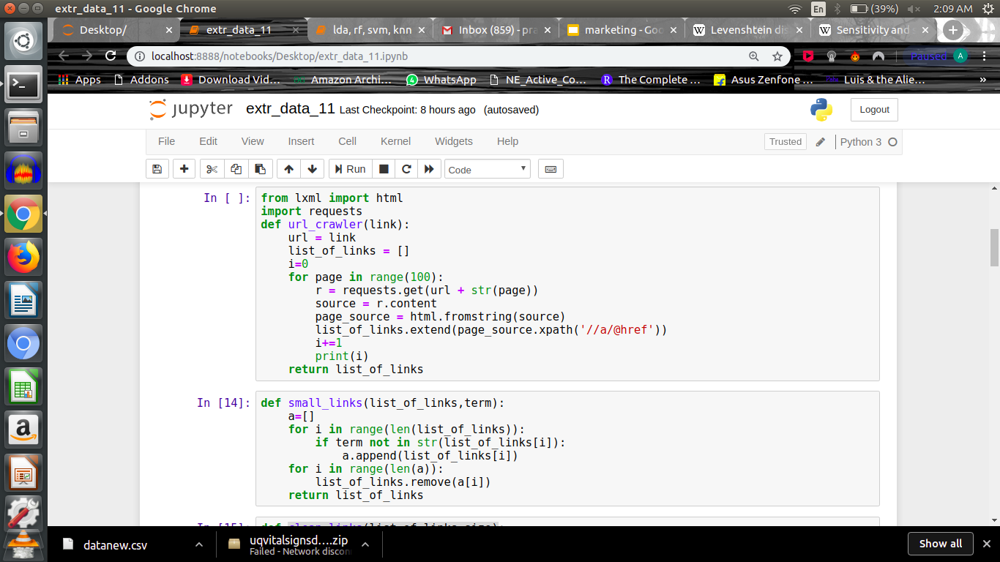 extr_data_11 - Google Chrome
En
(39%)
2:09 AM
Desktop/
extr_data_11
lda, rf, svm, knn
Inbox (859) - pra
marketing - Goo
Levenshtein dis
Sensitivity and s
localhost:8888/notebooks/Desktop/extr_data_11.ipynb
Paused
A
Apps
Addons
Download Vid…
Amazon Archi…
WhatsApp
NE_Active_Co…
The Complete …
Asus Zenfone …
Luis & the Alie…
»
jupyter
extr_data_11 Last Checkpoint: 8 hours ago (autosaved)
Logout
File
Edit
View
Insert
Cell
Kernel
Widgets
Help
Trusted
Python 3
Run
Code
In [ ]:
from lxml import html
import requests
def url_crawler(link):
    url = link
    list_of_links = []
    i=0
    for page in range(100):
        r = requests.get(url + str(page))
        source = r.content
        page_source = html.fromstring(source)
        list_of_links.extend(page_source.xpath('//a/@href'))
        i+=1
        print(i)
    return list_of_links
In [14]:
def small_links(list_of_links,term):
    a=[]
    for i in range(len(list_of_links)):
        if term not in str(list_of_links[i]):
            a.append(list_of_links[i])
    for i in range(len(a)):
        list_of_links.remove(a[i])
    return list_of_links
In [15]:
datanew.csv
uqvitalsignsd….zip
Failed - Network discon
Show all